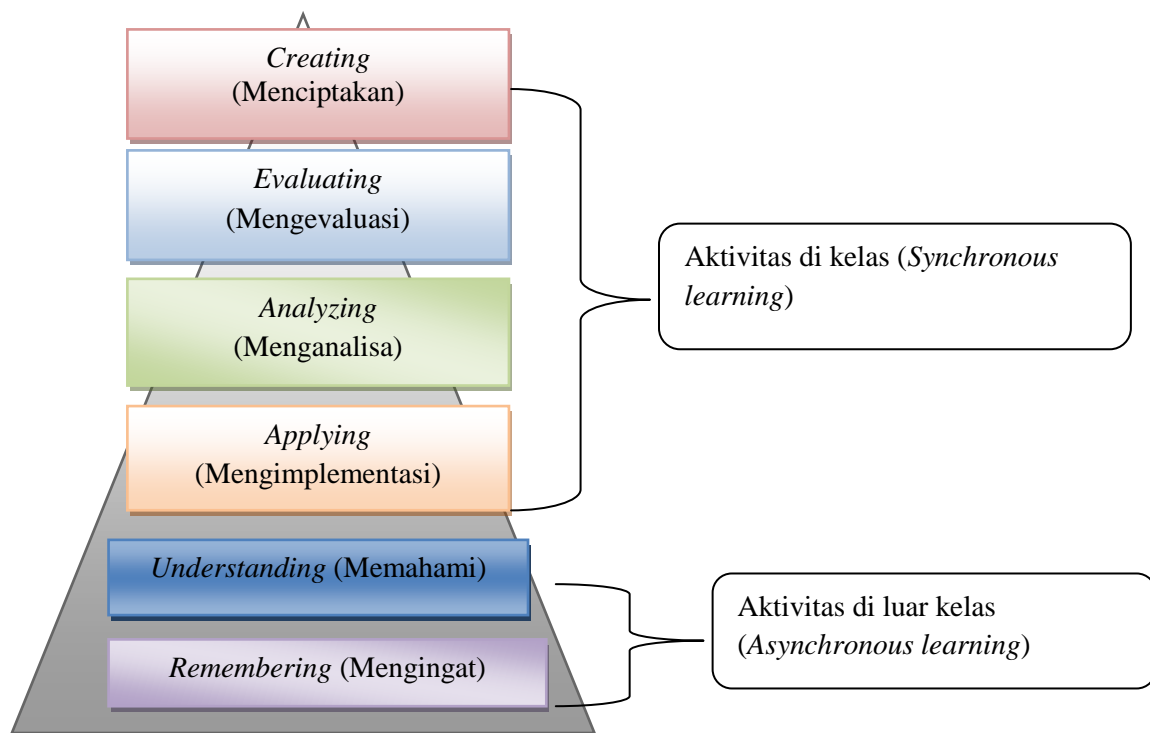 Creating
(Menciptakan)
Evaluating
(Mengevaluasi)
Analyzing
(Menganalisa)
Applying
(Mengimplementasi)
Understanding (Memahami)
Remembering (Mengingat)
Aktivitas di kelas (Synchronous
learning)
Aktivitas di luar kelas
(Asynchronous learning)